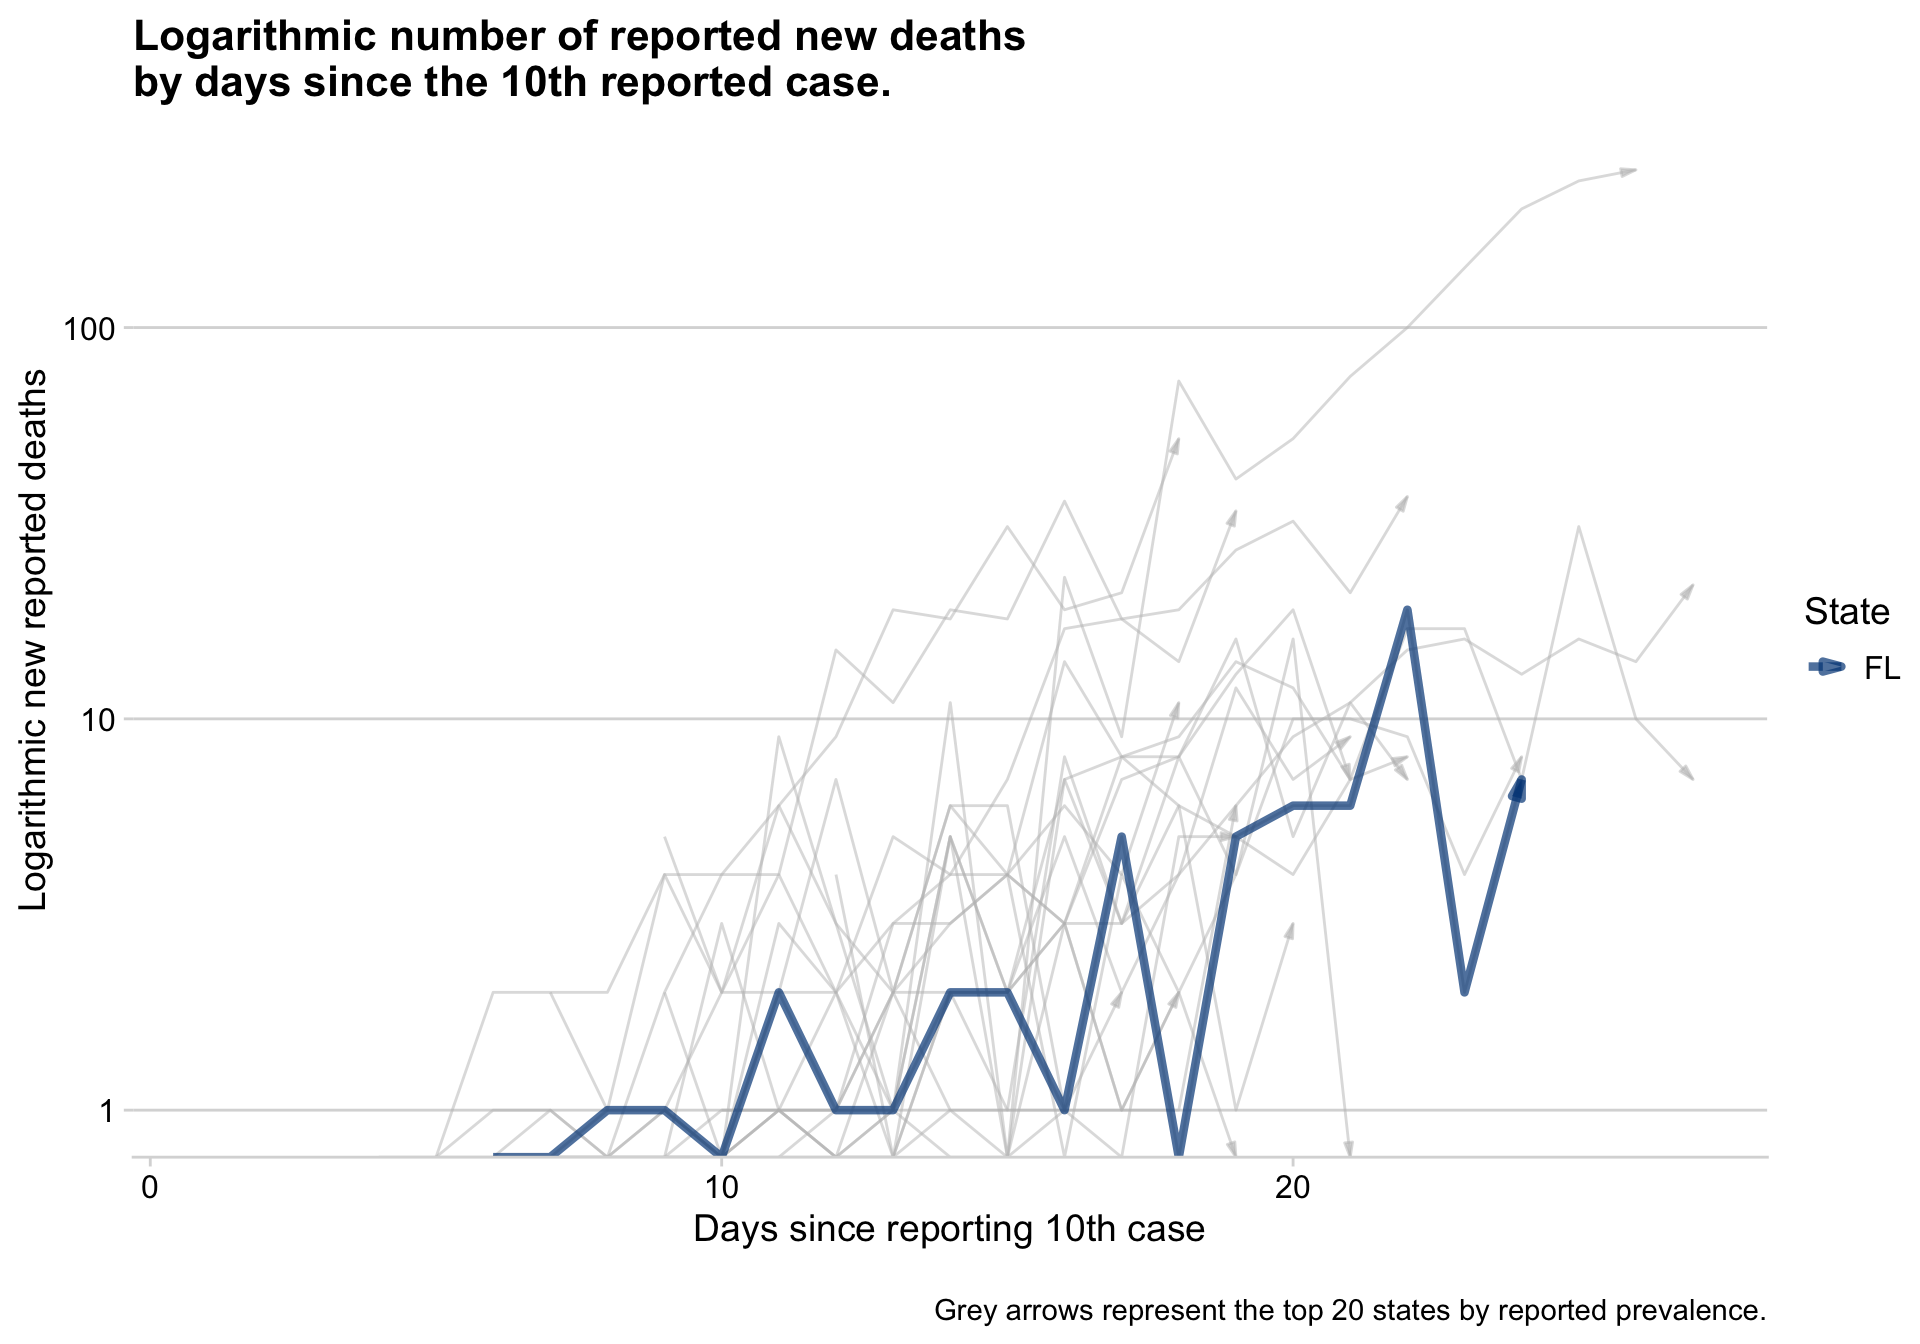 Logarithmic number of reported new deaths
by days since the 10th reported case.
Logarithmic new reported deaths
100
10
1
0
10
20
Days since reporting 10th case
State
FL
Grey arrows represent the top 20 states by reported prevalence.